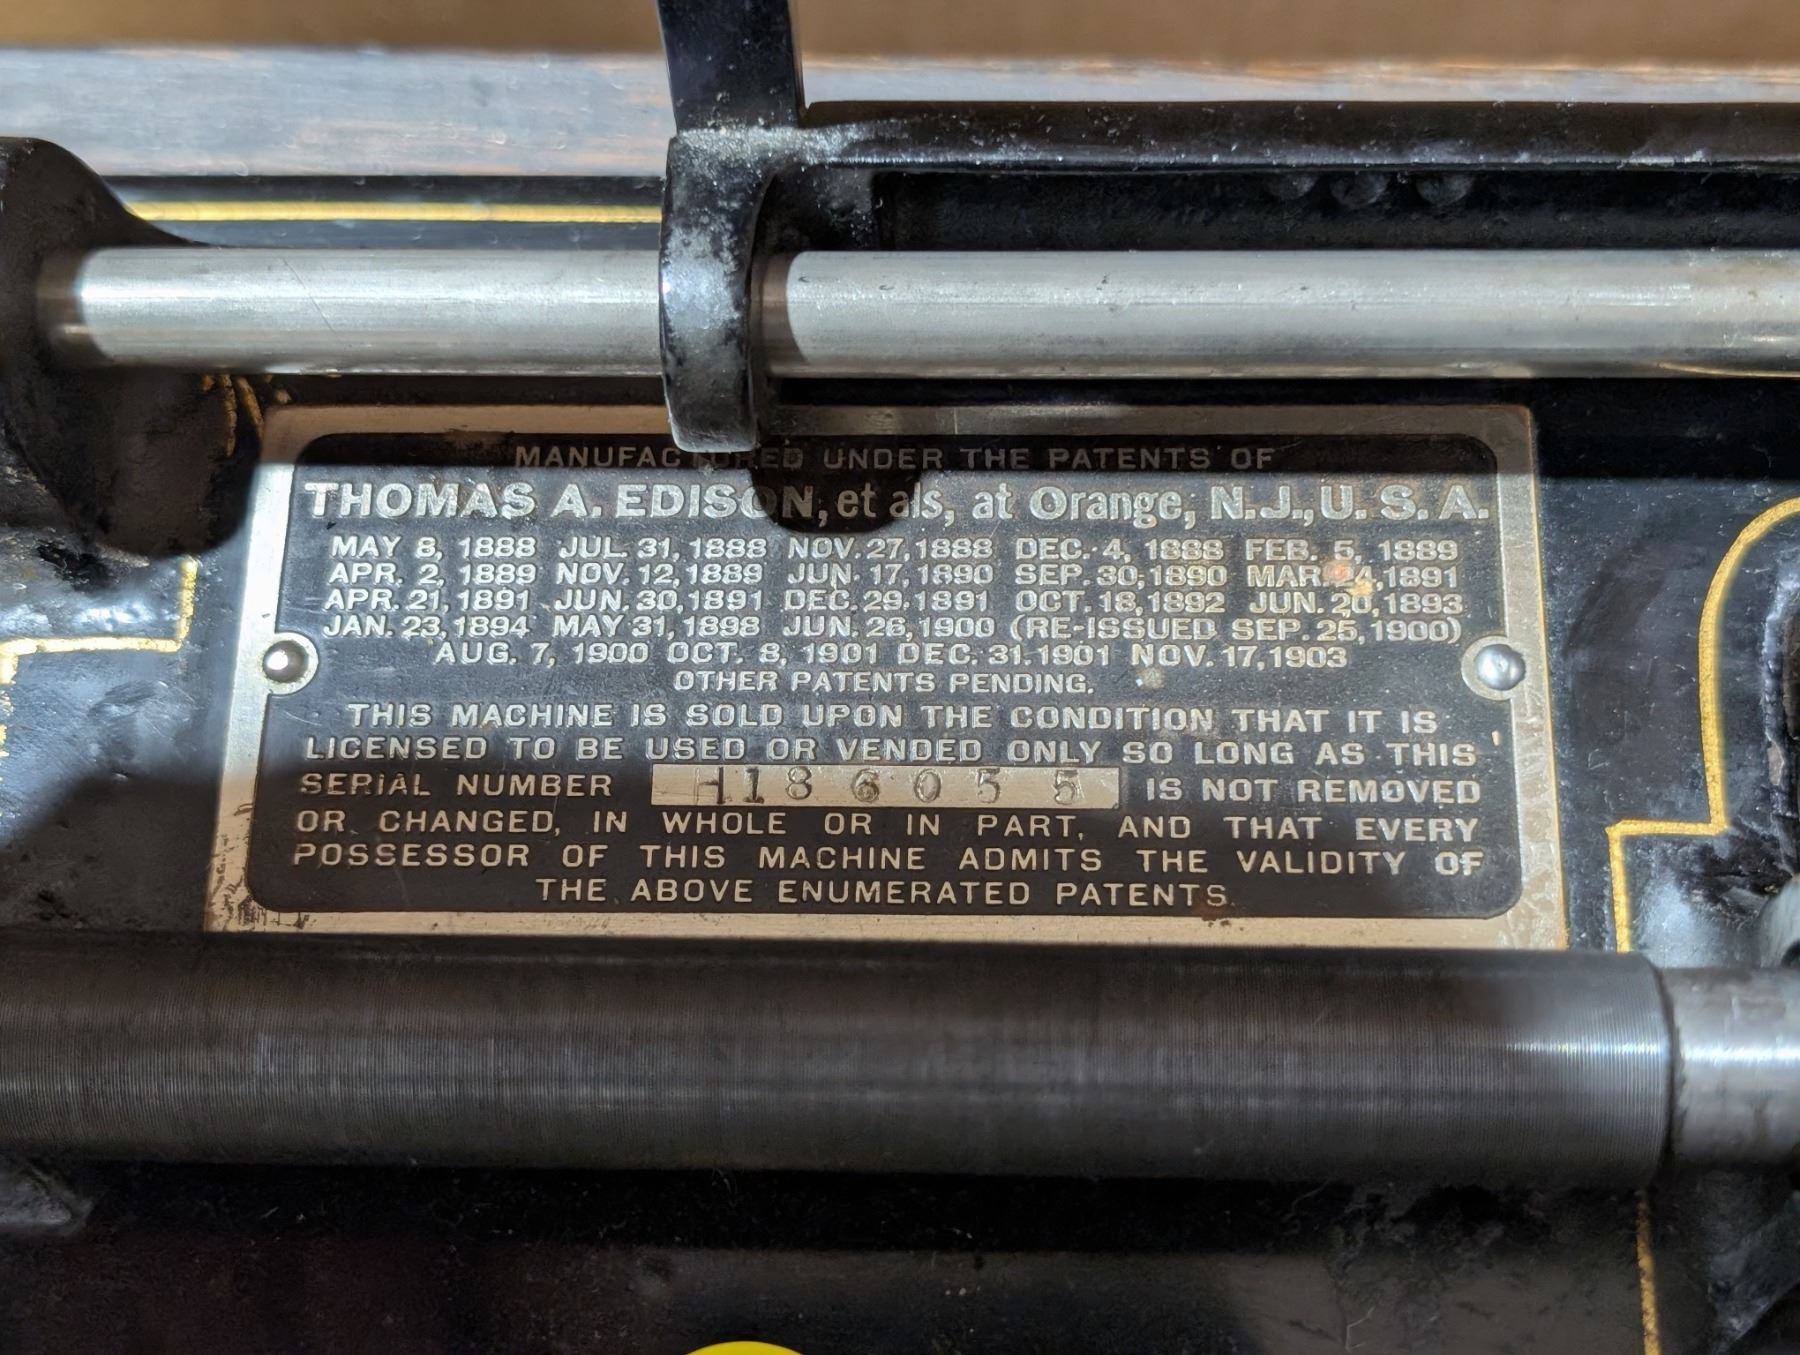 MANUFACTURED UNDER THE PATENTS OF
THOMAS A. EDISON, et als, at Orange, N.J., U.S.A.
MAY 8, 1888 JUL. 31, 1888 NOV. 27, 1888 DEC. 4, 1888 FEB. 5, 1889
APR. 2, 1889 NOV. 12, 1889 JUN. 17, 1890 SEP. 30, 1890 MAR. 1891
APR. 21, 1891 JUN. 30, 1891 DEC. 29, 1891 OCT. 18, 1892 JUN. 20, 1893
JAN. 23, 1894 MAY 31, 1898 JUN. 26, 1900 (RE-ISSUED SEP. 25, 1900)
AUG. 7, 1900 OCT. 8, 1901 DEC. 31. 1901 NOV. 17, 1903
OTHER PATENTS PENDING.
THIS MACHINE IS SOLD UPON THE CONDITION THAT IT IS
LICENSED TO BE USED OR VENDED ONLY SO LONG AS THIS
SERIAL NUMBER H186055 IS NOT REMOVED
OR CHANGED, IN WHOLE OR IN PART, AND THAT EVERY
POSSESSOR OF THIS MACHINE ADMITS THE VALIDITY OF
THE ABOVE ENUMERATED PATENTS.